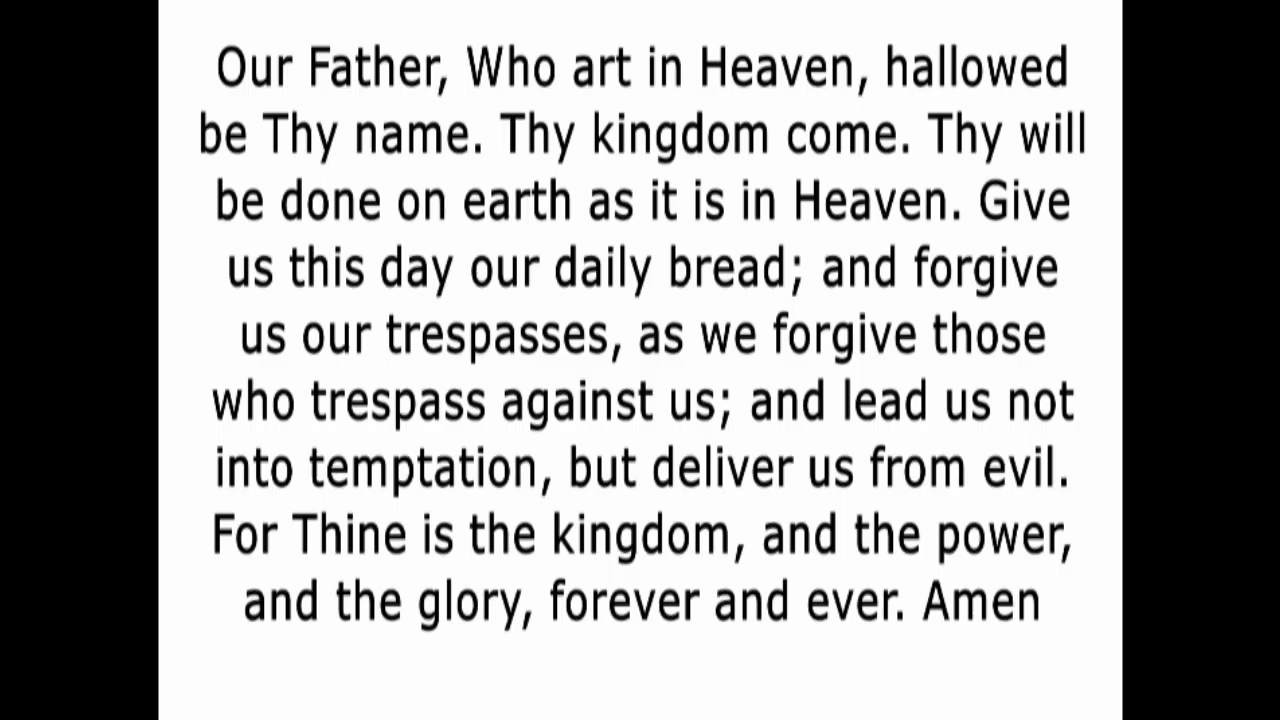 Our Father, Who art in Heaven, hallowed
be Thy name. Thy kingdom come. Thy will
be done on earth as it is in Heaven. Give
us this day our daily bread; and forgive
us our trespasses, as we forgive those
who trespass against us; and lead us not
into temptation, but deliver us from evil.
For Thine is the kingdom, and the power,
and the glory, forever and ever. Amen